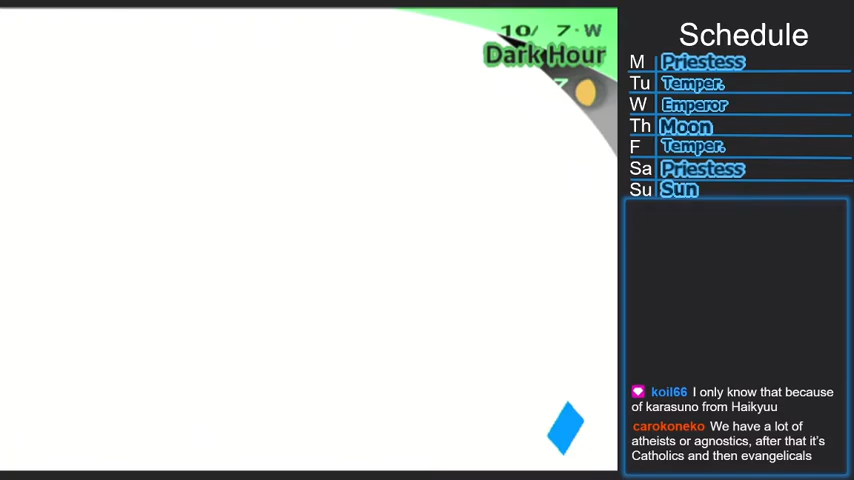 10/ 7·W
Dark Hour
Schedule
M Priestess
Tu Temper.
W Emperor
Th Moon
F Temper.
Sa Priestess
Su Sun
koil66 I only know that because
of karasuno from Haikyuu
carokoneko We have a lot of
atheists or agnostics, after that it's
Catholics and then evangelicals